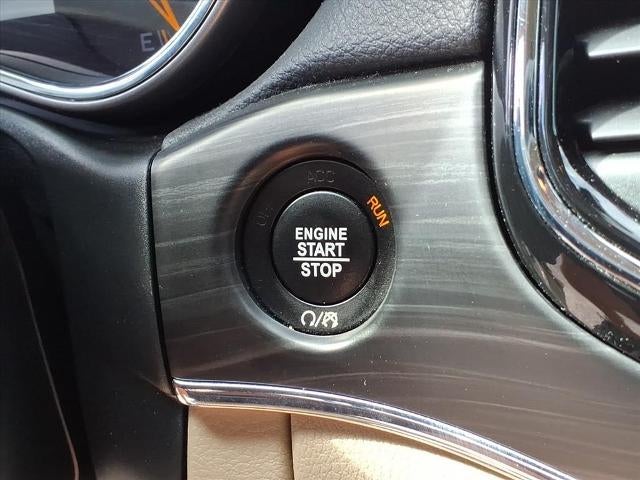 E
ACC
OFF
RUN
ENGINE
START
STOP